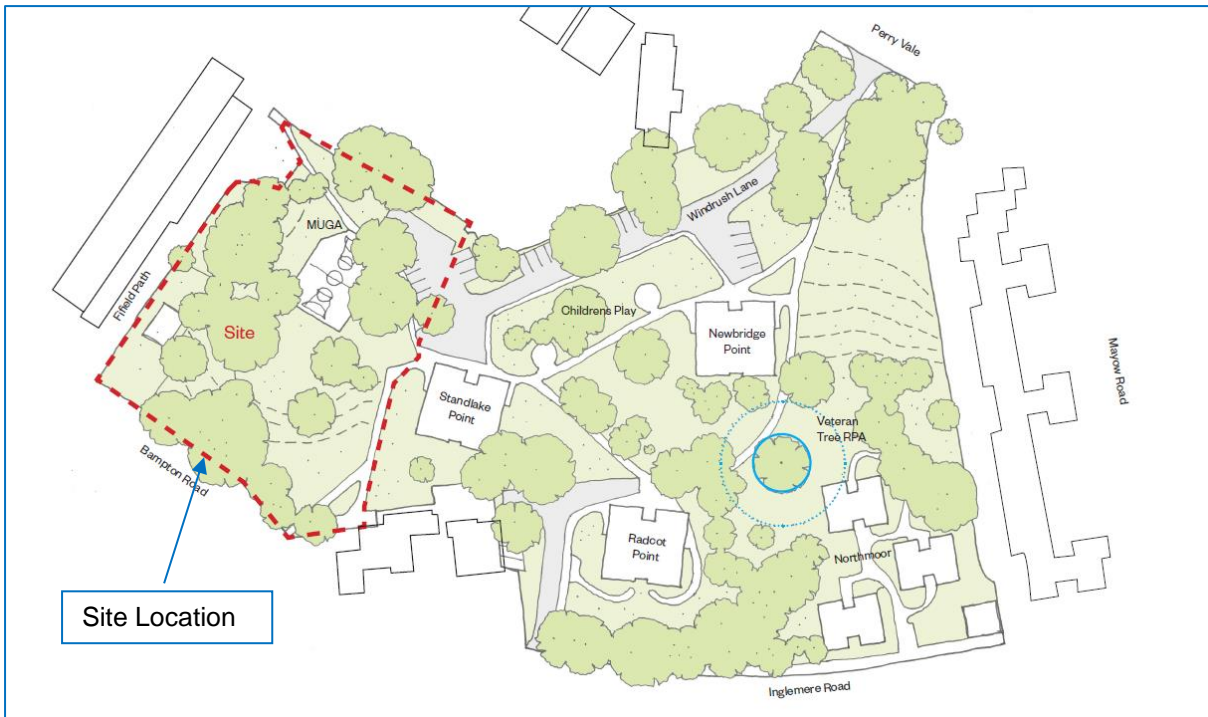 Perry Vale
Windrush Lane
MUGA
Fifield Path
Site
Childrens Play
Newbridge
Point
Mayow Road
Standlake
Point
Veteran
Tree RPA
Bampton Road
Radcot
Point
Northmoor
Site Location
Inglemere Road